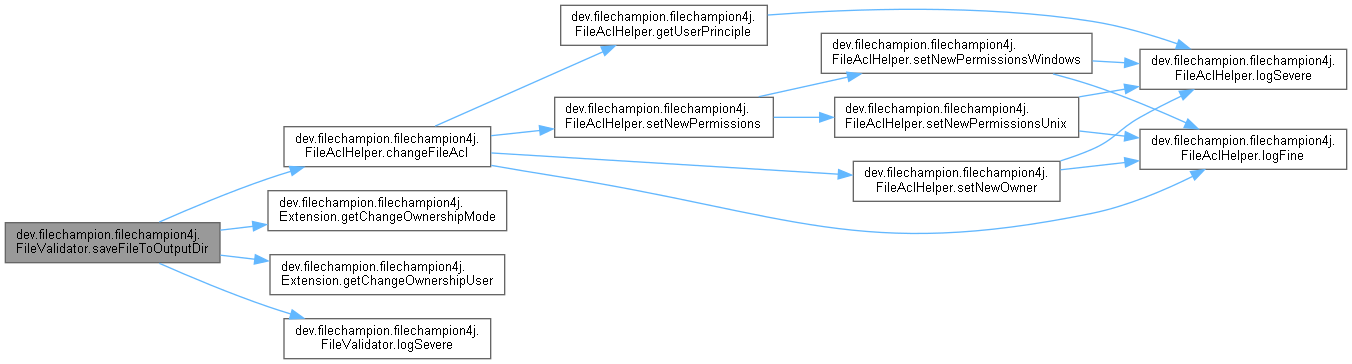 dev.filechampion.filechampion4j.
FileValidator.saveFileToOutputDir
dev.filechampion.filechampion4j.
FileAclHelper.changeFileAcl
dev.filechampion.filechampion4j.
Extension.getChangeOwnershipMode
dev.filechampion.filechampion4j.
Extension.getChangeOwnershipUser
dev.filechampion.filechampion4j.
FileValidator.logSevere
dev.filechampion.filechampion4j.
FileAclHelper.getUserPrinciple
dev.filechampion.filechampion4j.
FileAclHelper.setNewPermissions
dev.filechampion.filechampion4j.
FileAclHelper.setNewPermissionsWindows
dev.filechampion.filechampion4j.
FileAclHelper.setNewPermissionsUnix
dev.filechampion.filechampion4j.
FileAclHelper.setNewOwner
dev.filechampion.filechampion4j.
FileAclHelper.logSevere
dev.filechampion.filechampion4j.
FileAclHelper.logFine